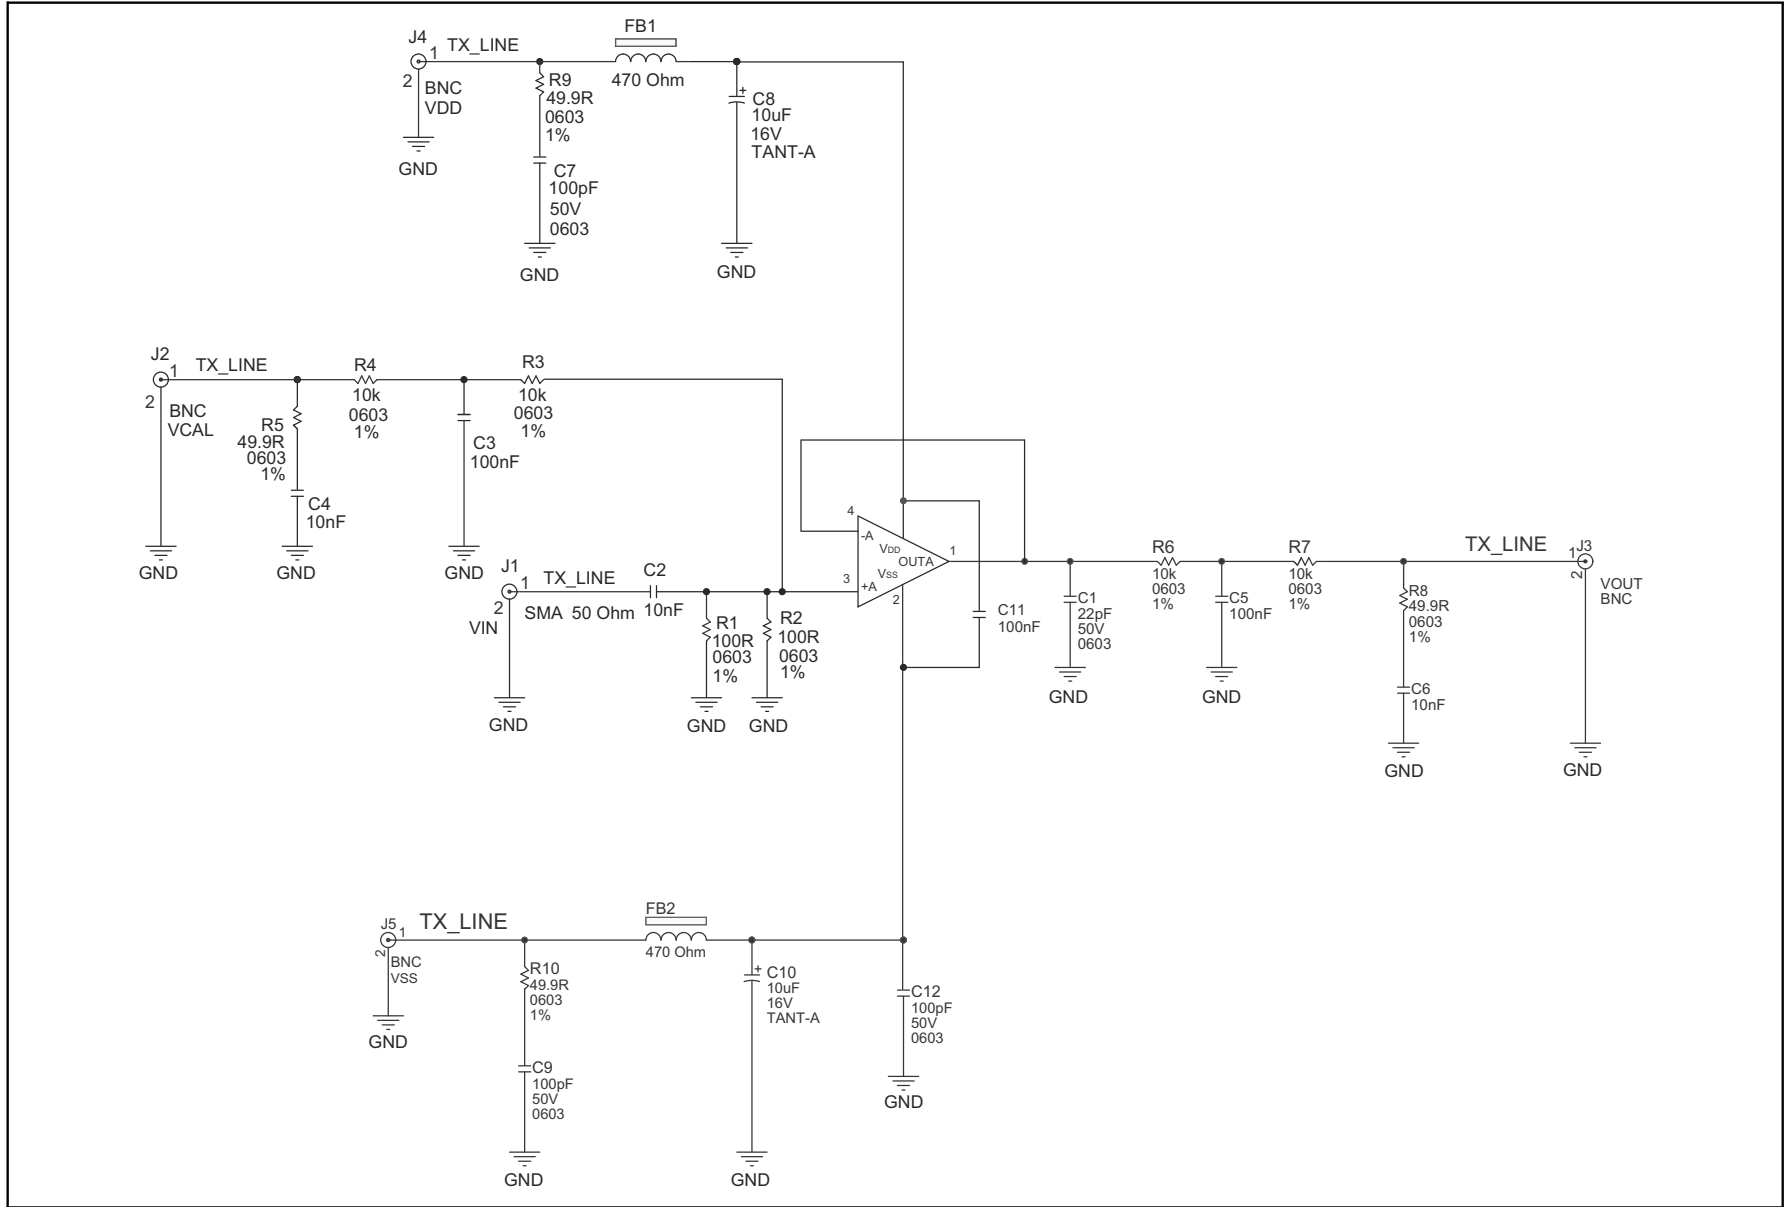 FB1
J4
1
TX_LINE
2
BNC
VDD
GND
470 Ohm
R9
49.9R
0603
1%
C7
100pF
50V
0603
GND
+
C8
10uF
16V
TANT-A
GND
J2
1
TX_LINE
2
BNC
VCAL
GND
R4
10k
0603
1%
R3
10k
0603
1%
R5
49.9R
0603
1%
C4
10nF
GND
C3
100nF
GND
J1
1
TX_LINE
2
VIN
SMA 50 Ohm
GND
C2
10nF
R1
100R
0603
1%
GND
R2
100R
0603
1%
GND
4
-A
VDD
OUTA
1
VSS
3
+A
2
C11
100nF
C1
22pF
50V
0603
GND
R6
10k
0603
1%
C5
100nF
GND
R7
10k
0603
1%
TX_LINE
1
J3
2
VOUT
BNC
GND
R8
49.9R
0603
1%
C6
10nF
GND
J5
1
TX_LINE
2
BNC
VSS
GND
FB2
470 Ohm
R10
49.9R
0603
1%
C9
100pF
50V
0603
GND
+
C10
10uF
16V
TANT-A
GND
C12
100pF
50V
0603
GND